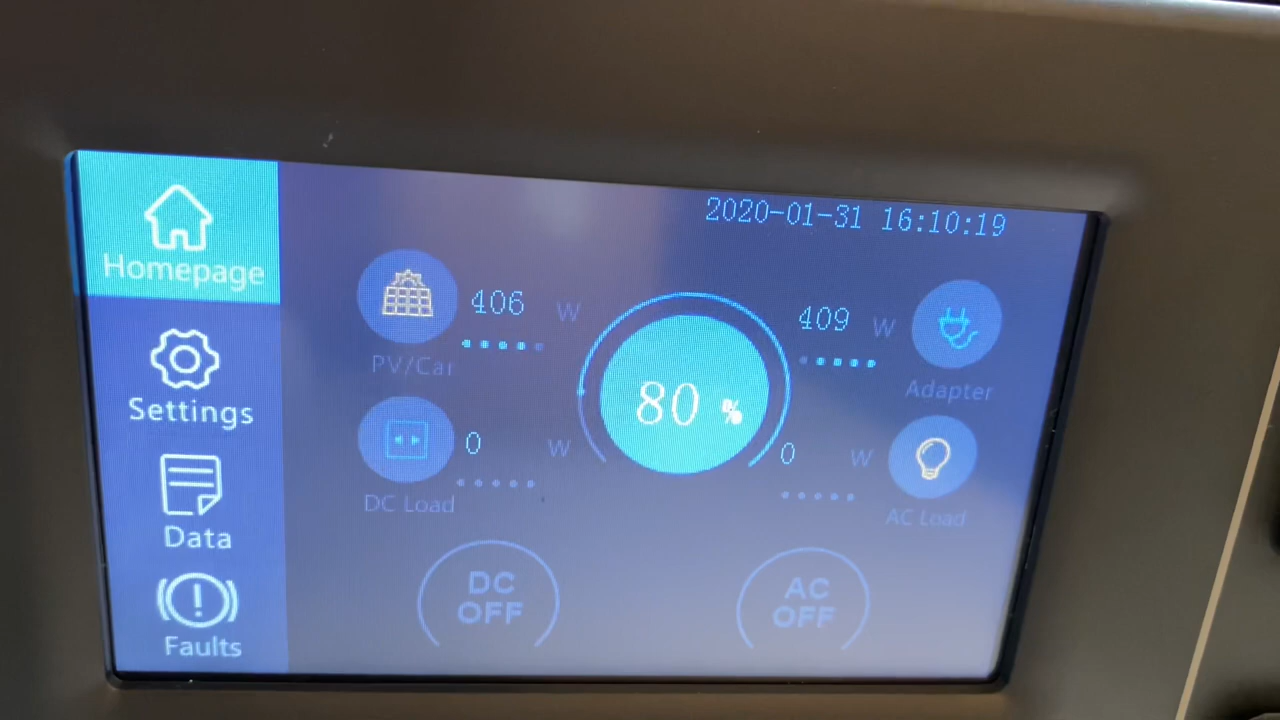 2020-01-31 16:10:19
Homepage
Settings
Data
Faults
406 W
PV/Car
409 W
Adapter
80 %
0 W
DC Load
0 W
AC Load
DC
OFF
AC
OFF